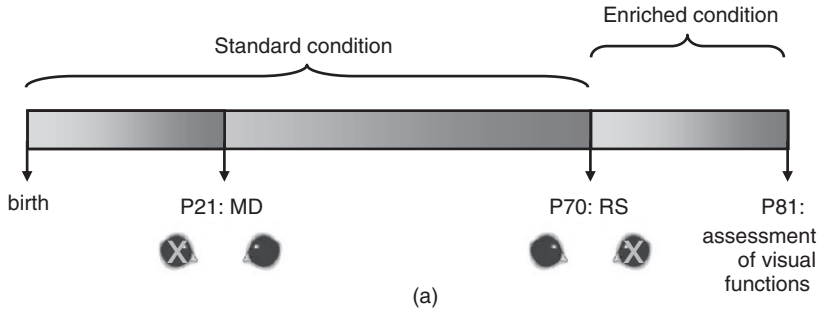 Enriched condition
Standard condition
birth
P21: MD
P70: RS
P81:
assessment
of visual
functions
X
X
(a)